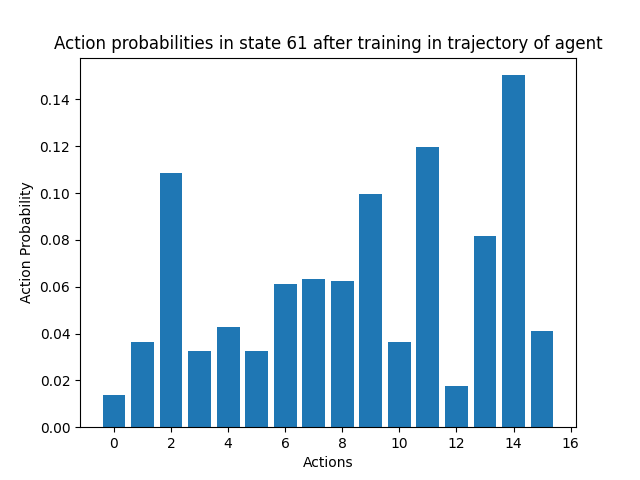 Action probabilities in state 61 after training in trajectory of agent
0.14
0.12
0.10
0.08
0.06
0.04
0.02
0.00
Action Probability
0 2 4 6 8 10 12 14 16
Actions